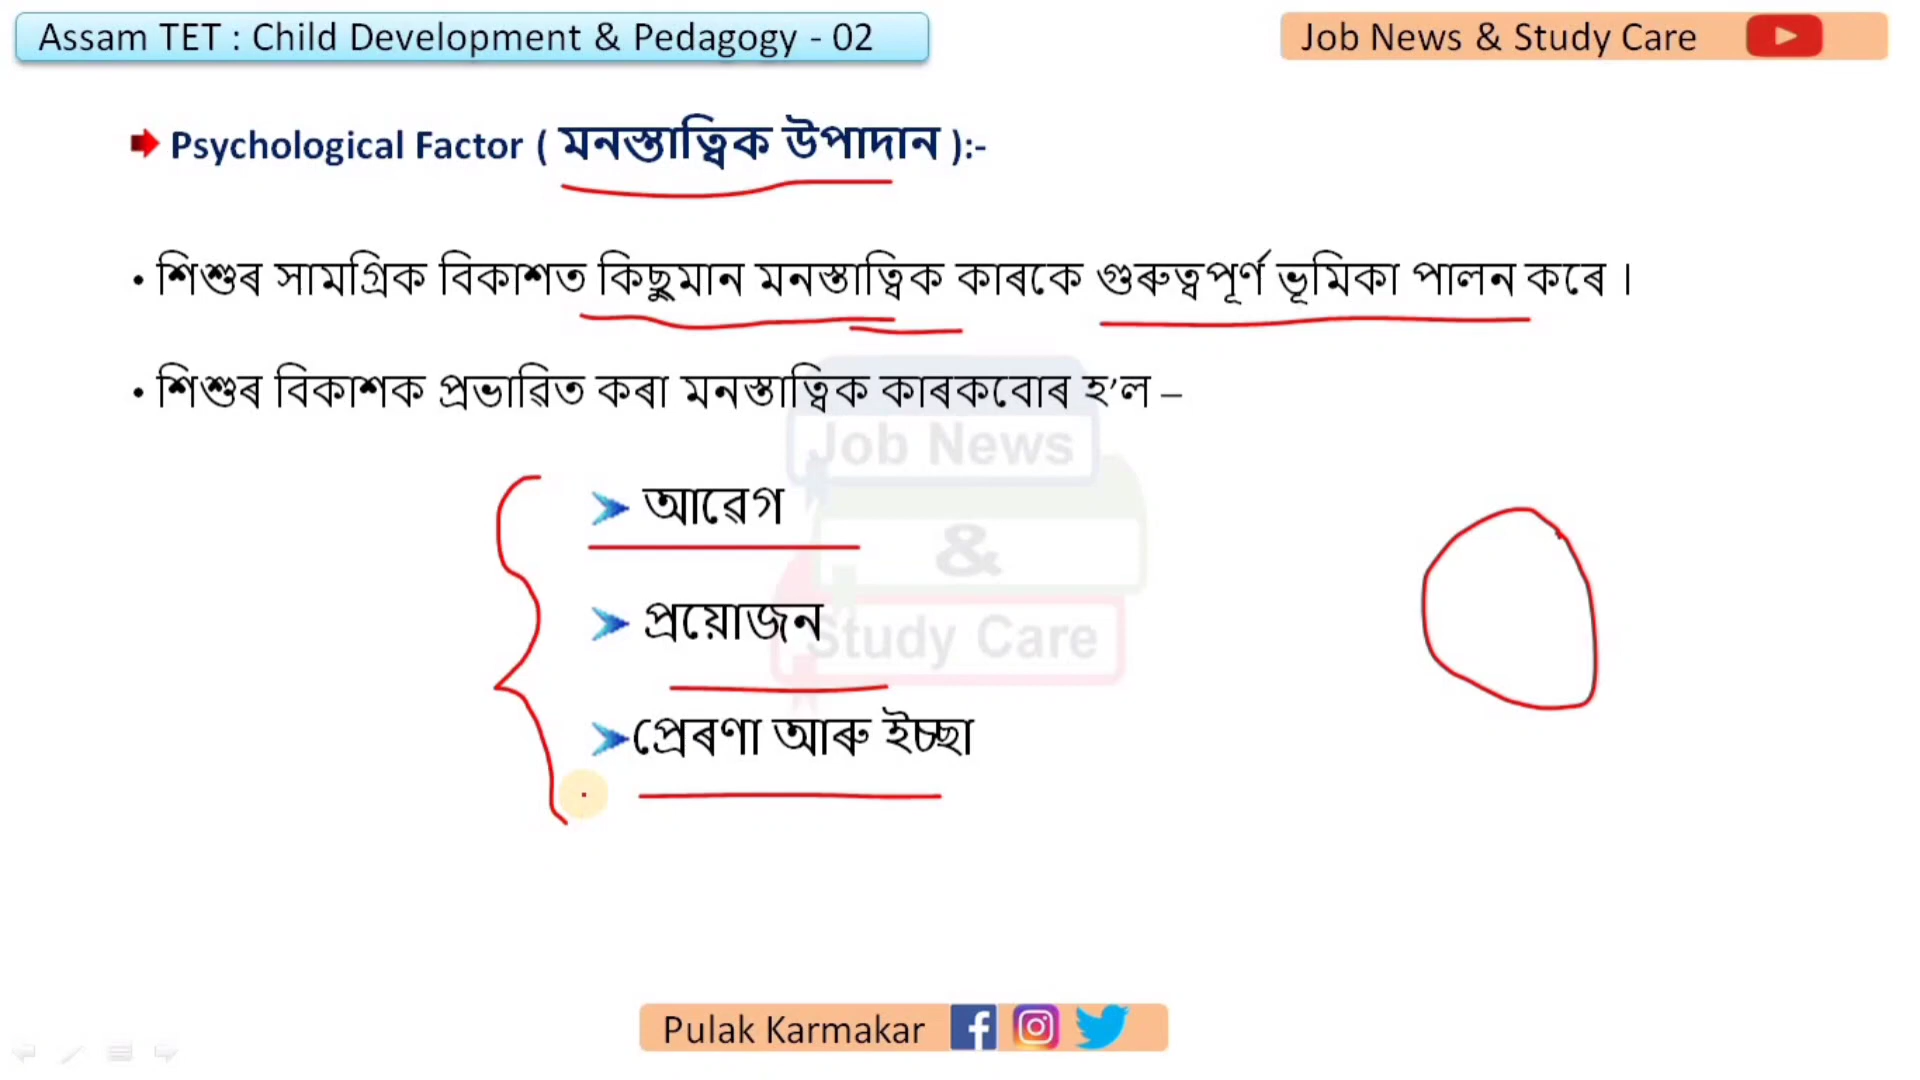 Assam TET : Child Development & Pedagogy - 02
Job News & Study Care
Psychological Factor ( মনস্তাত্বিক উপাদান ):-
• শিশুৰ সামগ্ৰিক বিকাশত কিছুমান মনস্তাত্বিক কাৰকে গুৰুত্বপূৰ্ণ ভূমিকা পালন কৰে ।
• শিশুৰ বিকাশক প্ৰভাৱিত কৰা মনস্তাত্বিক কাৰকবোৰ হ’ল –
Job News
আৱেগ
&
প্ৰয়োজন
Study Care
প্ৰেৰণা আৰু ইচ্ছা
Pulak Karmakar